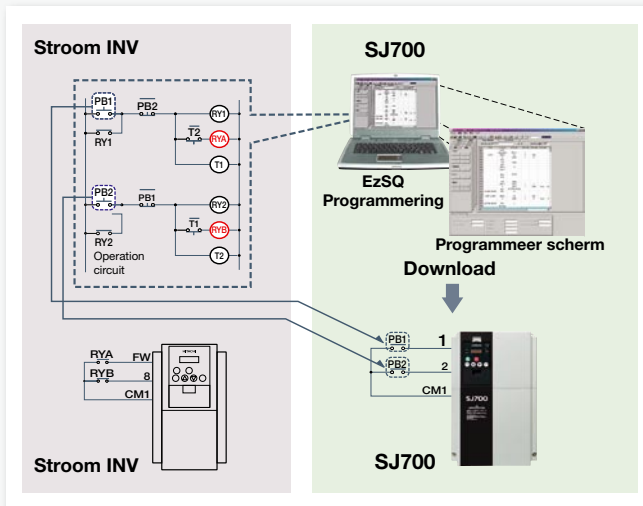 Stroom INV
PB1
PB2
RY1
RY1
T2
RYA
T1
PB2
PB1
RY2
RY2
T1
RYB
T2
Operation
circuit
RYA
FW
RYB
8
CM1
HITACHI
Stroom INV
SJ700
EzSQ
Programmering
Programmeer scherm
Download
PB1
1
PB2
2
CM1
SJ700
SJ700